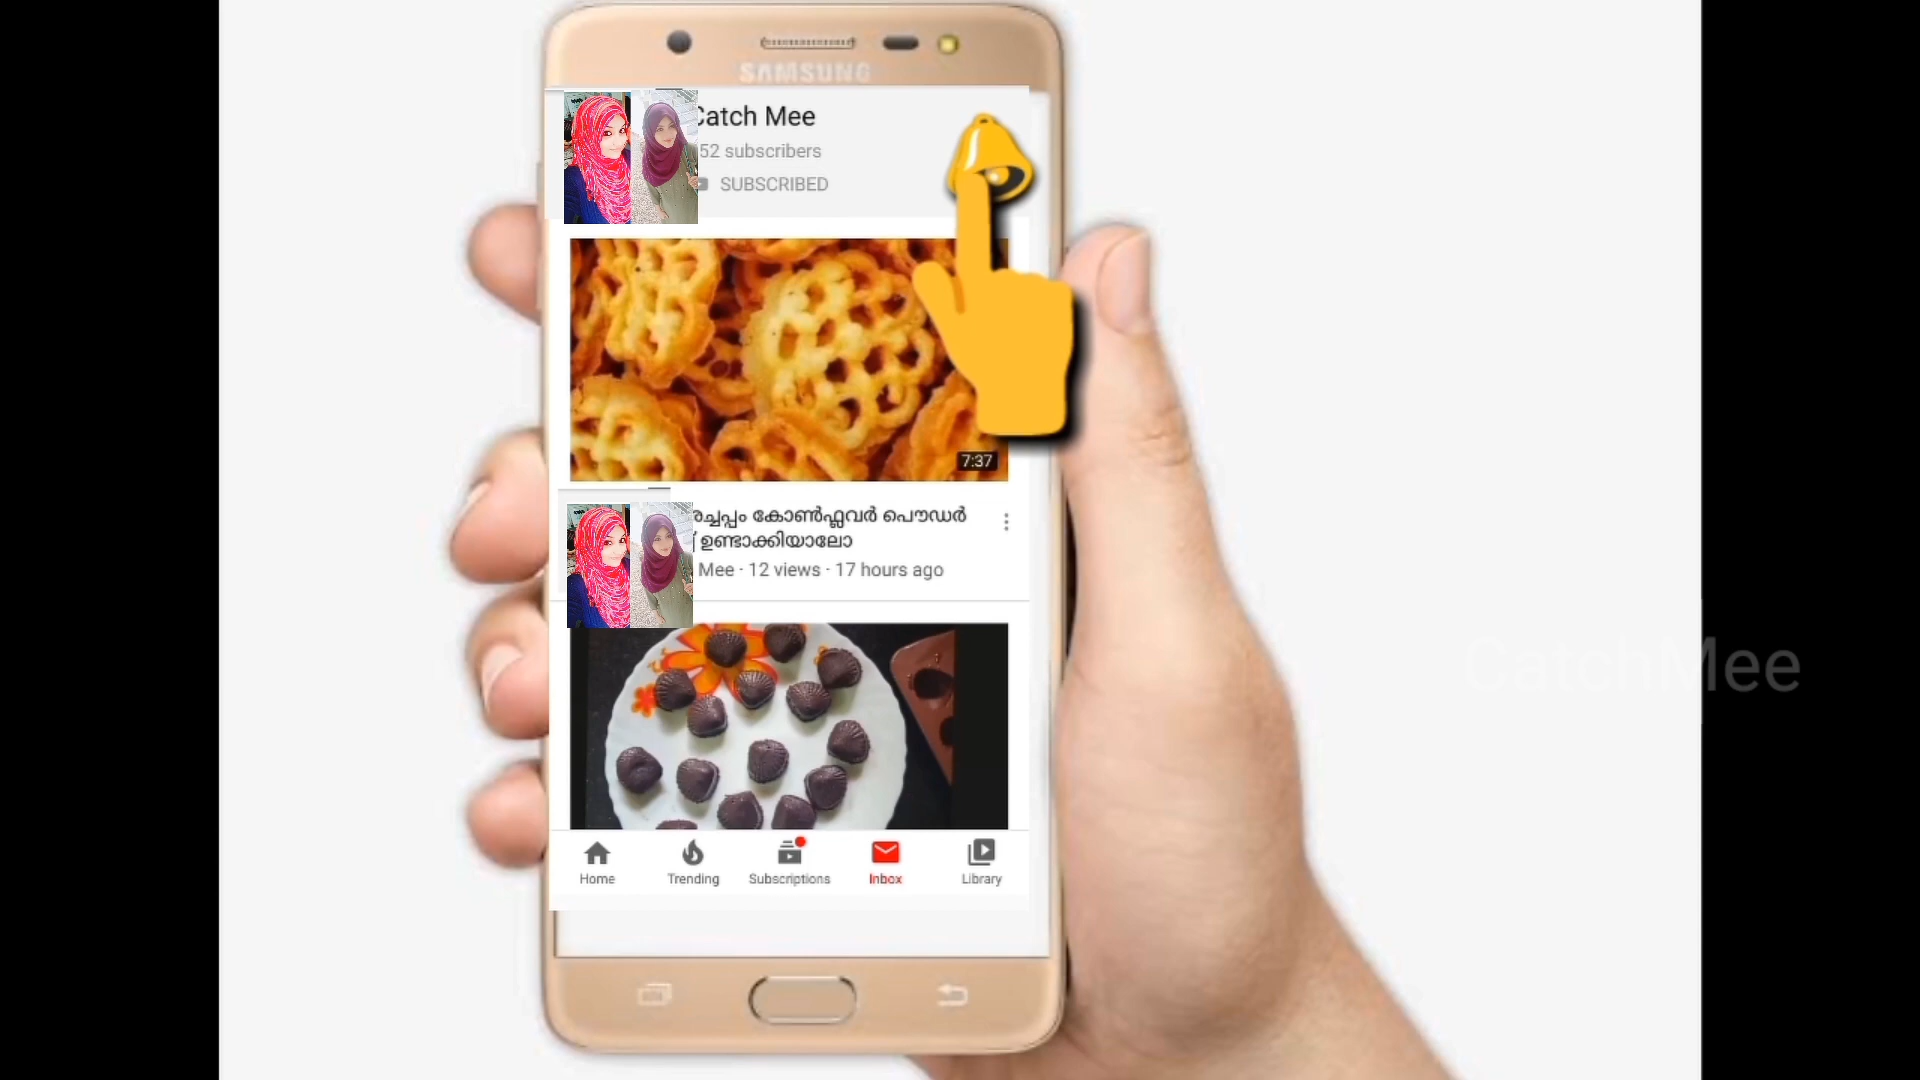 SAMSUNG
Catch Mee
52 subscribers
SUBSCRIBED
7:37
കോൺഫ്ലവർ പൌഡർ
ഉണ്ടാക്കിയാലോ
Mee · 12 views · 17 hours ago
CatchMee
Home
Trending
Subscriptions
Inbox
Library